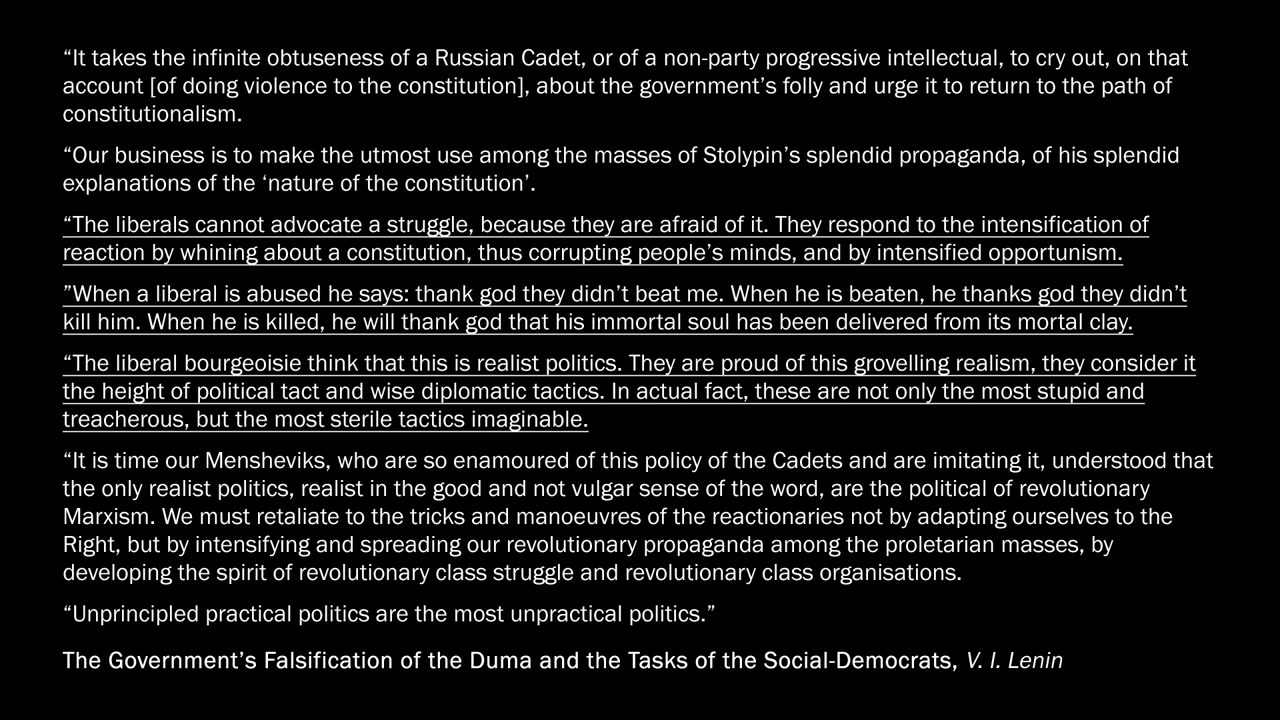 “It takes the infinite obtuseness of a Russian Cadet, or of a non-party progressive intellectual, to cry out, on that
account [of doing violence to the constitution], about the government’s folly and urge it to return to the path of
constitutionalism.
“Our business is to make the utmost use among the masses of Stolypin’s splendid propaganda, of his splendid
explanations of the ‘nature of the constitution’.
“The liberals cannot advocate a struggle, because they are afraid of it. They respond to the intensification of
reaction by whining about a constitution, thus corrupting people’s minds, and by intensified opportunism.
”When a liberal is abused he says: thank god they didn’t beat me. When he is beaten, he thanks god they didn’t
kill him. When he is killed, he will thank god that his immortal soul has been delivered from its mortal clay.
“The liberal bourgeoisie think that this is realist politics. They are proud of this grovelling realism, they consider it
the height of political tact and wise diplomatic tactics. In actual fact, these are not only the most stupid and
treacherous, but the most sterile tactics imaginable.
“It is time our Mensheviks, who are so enamoured of this policy of the Cadets and are imitating it, understood that
the only realist politics, realist in the good and not vulgar sense of the word, are the political of revolutionary
Marxism. We must retaliate to the tricks and manoeuvres of the reactionaries not by adapting ourselves to the
Right, but by intensifying and spreading our revolutionary propaganda among the proletarian masses, by
developing the spirit of revolutionary class struggle and revolutionary class organisations.
“Unprincipled practical politics are the most unpractical politics.”
The Government’s Falsification of the Duma and the Tasks of the Social-Democrats, V. I. Lenin